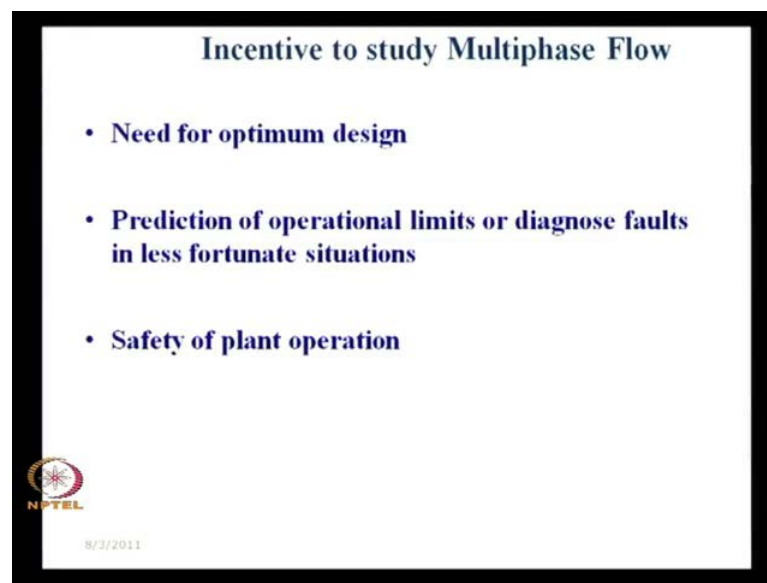 Incentive to study Multiphase Flow
• Need for optimum design
• Prediction of operational limits or diagnose faults
in less fortunate situations
• Safety of plant operation
NPTEL
8/3/2011